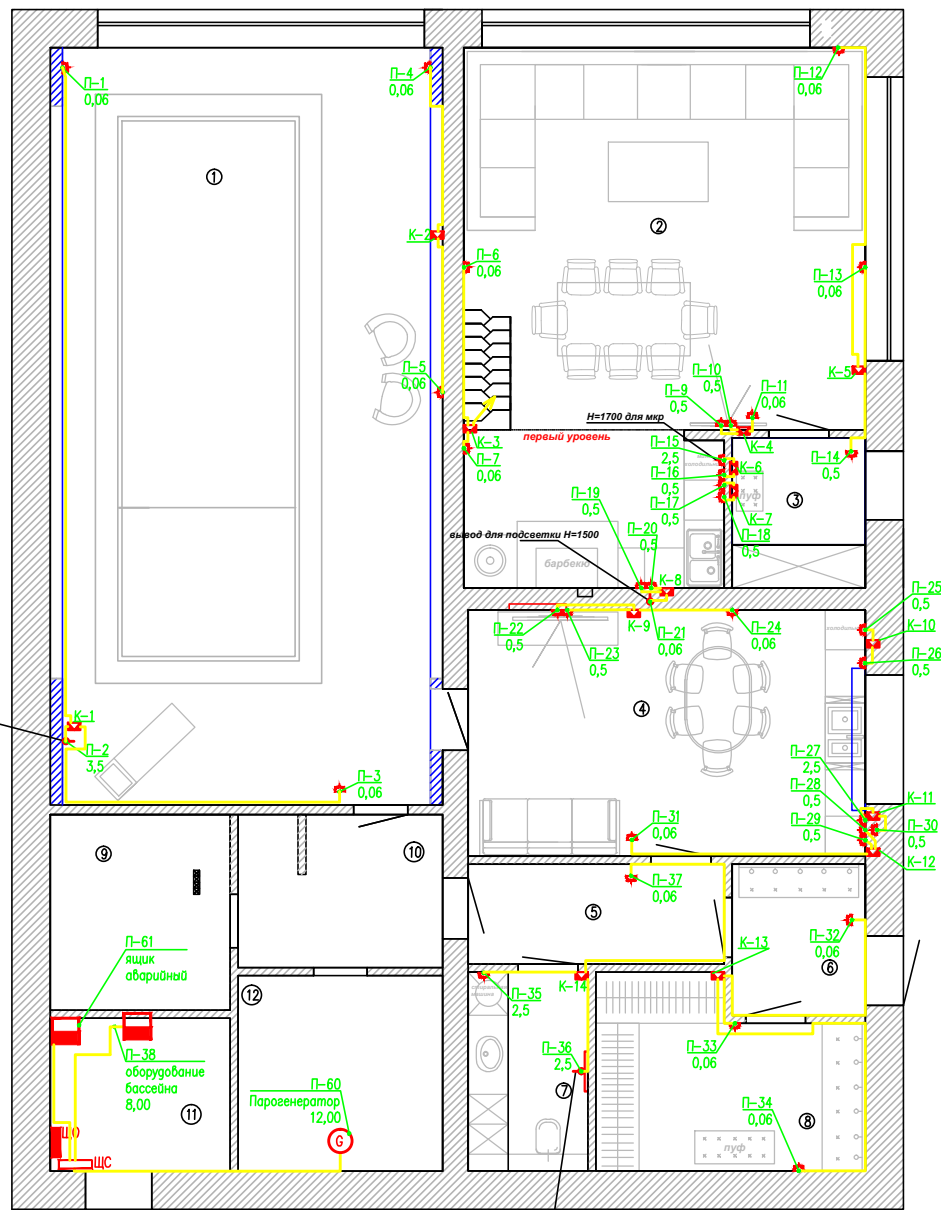 П-1
0,06
П-4
0,06
П-12
0,06
1
2
К-2
П-6
0,06
П-13
0,06
П-5
0,06
П-10
0,5
П-9
0,5
П-11
0,06
К-5
Н=1700 для мкр
первый уровень
К-3
К-4
П-7
0,06
П-15
2,5
холодильник
П-14
0,5
П-16
0,5
К-6
П-17
0,5
пуф
3
К-7
П-18
0,5
П-19
0,5
П-20
0,5
вывод для подсветки Н=1500
барбекю
К-8
П-25
0,5
П-22
0,5
П-23
0,5
К-9
П-21
0,06
П-24
0,06
холодильник
К-10
П-26
0,5
4
К-1
П-2
3,5
П-3
0,06
П-27
2,5
П-28
0,5
П-29
0,5
К-11
П-30
0,5
К-12
П-31
0,06
9
10
П-37
0,06
5
П-32
0,06
6
К-13
П-61
ящик
аварийный
12
П-35
2,5
К-14
П-38
оборудование
бассейна
8,00
11
П-60
Парогенератор
12,00
G
П-36
2,5
7
П-33
0,06
П-34
0,06
пуф
8
ЩО
ЩС